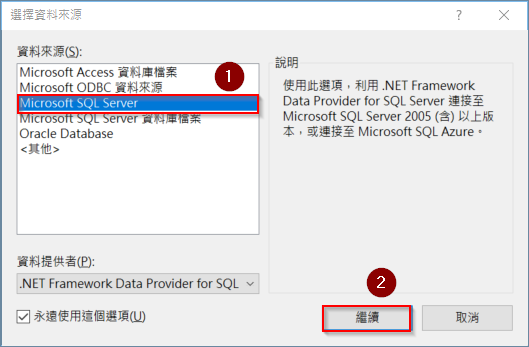 選擇資料來源
資料來源(S):
Microsoft Access 資料庫檔案
Microsoft ODBC 資料來源
Microsoft SQL Server
Microsoft SQL Server 資料庫檔案
Oracle Database
<其他>
1
說明
使用此選項，利用 .NET Framework
Data Provider for SQL Server 連接至
Microsoft SQL Server 2005 (含) 以上版
本，或連接至 Microsoft SQL Azure。
資料提供者(P):
.NET Framework Data Provider for SQL
永遠使用這個選項(U)
2
繼續
取消